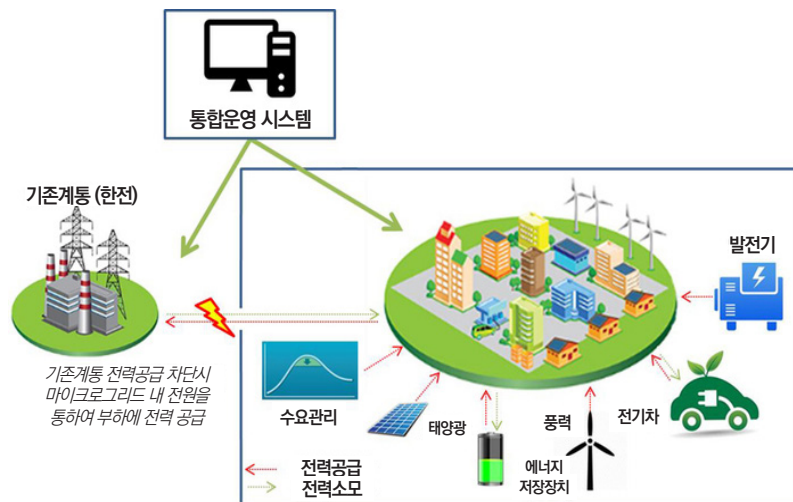 통합운영 시스템
기존계통 (한전)
발전기
기존계통 전력공급 차단시
마이크로그리드 내 전원을
통하여 부하에 전력 공급
수요관리
태양광
에너지
저장장치
풍력
전기차
전력공급
전력소모